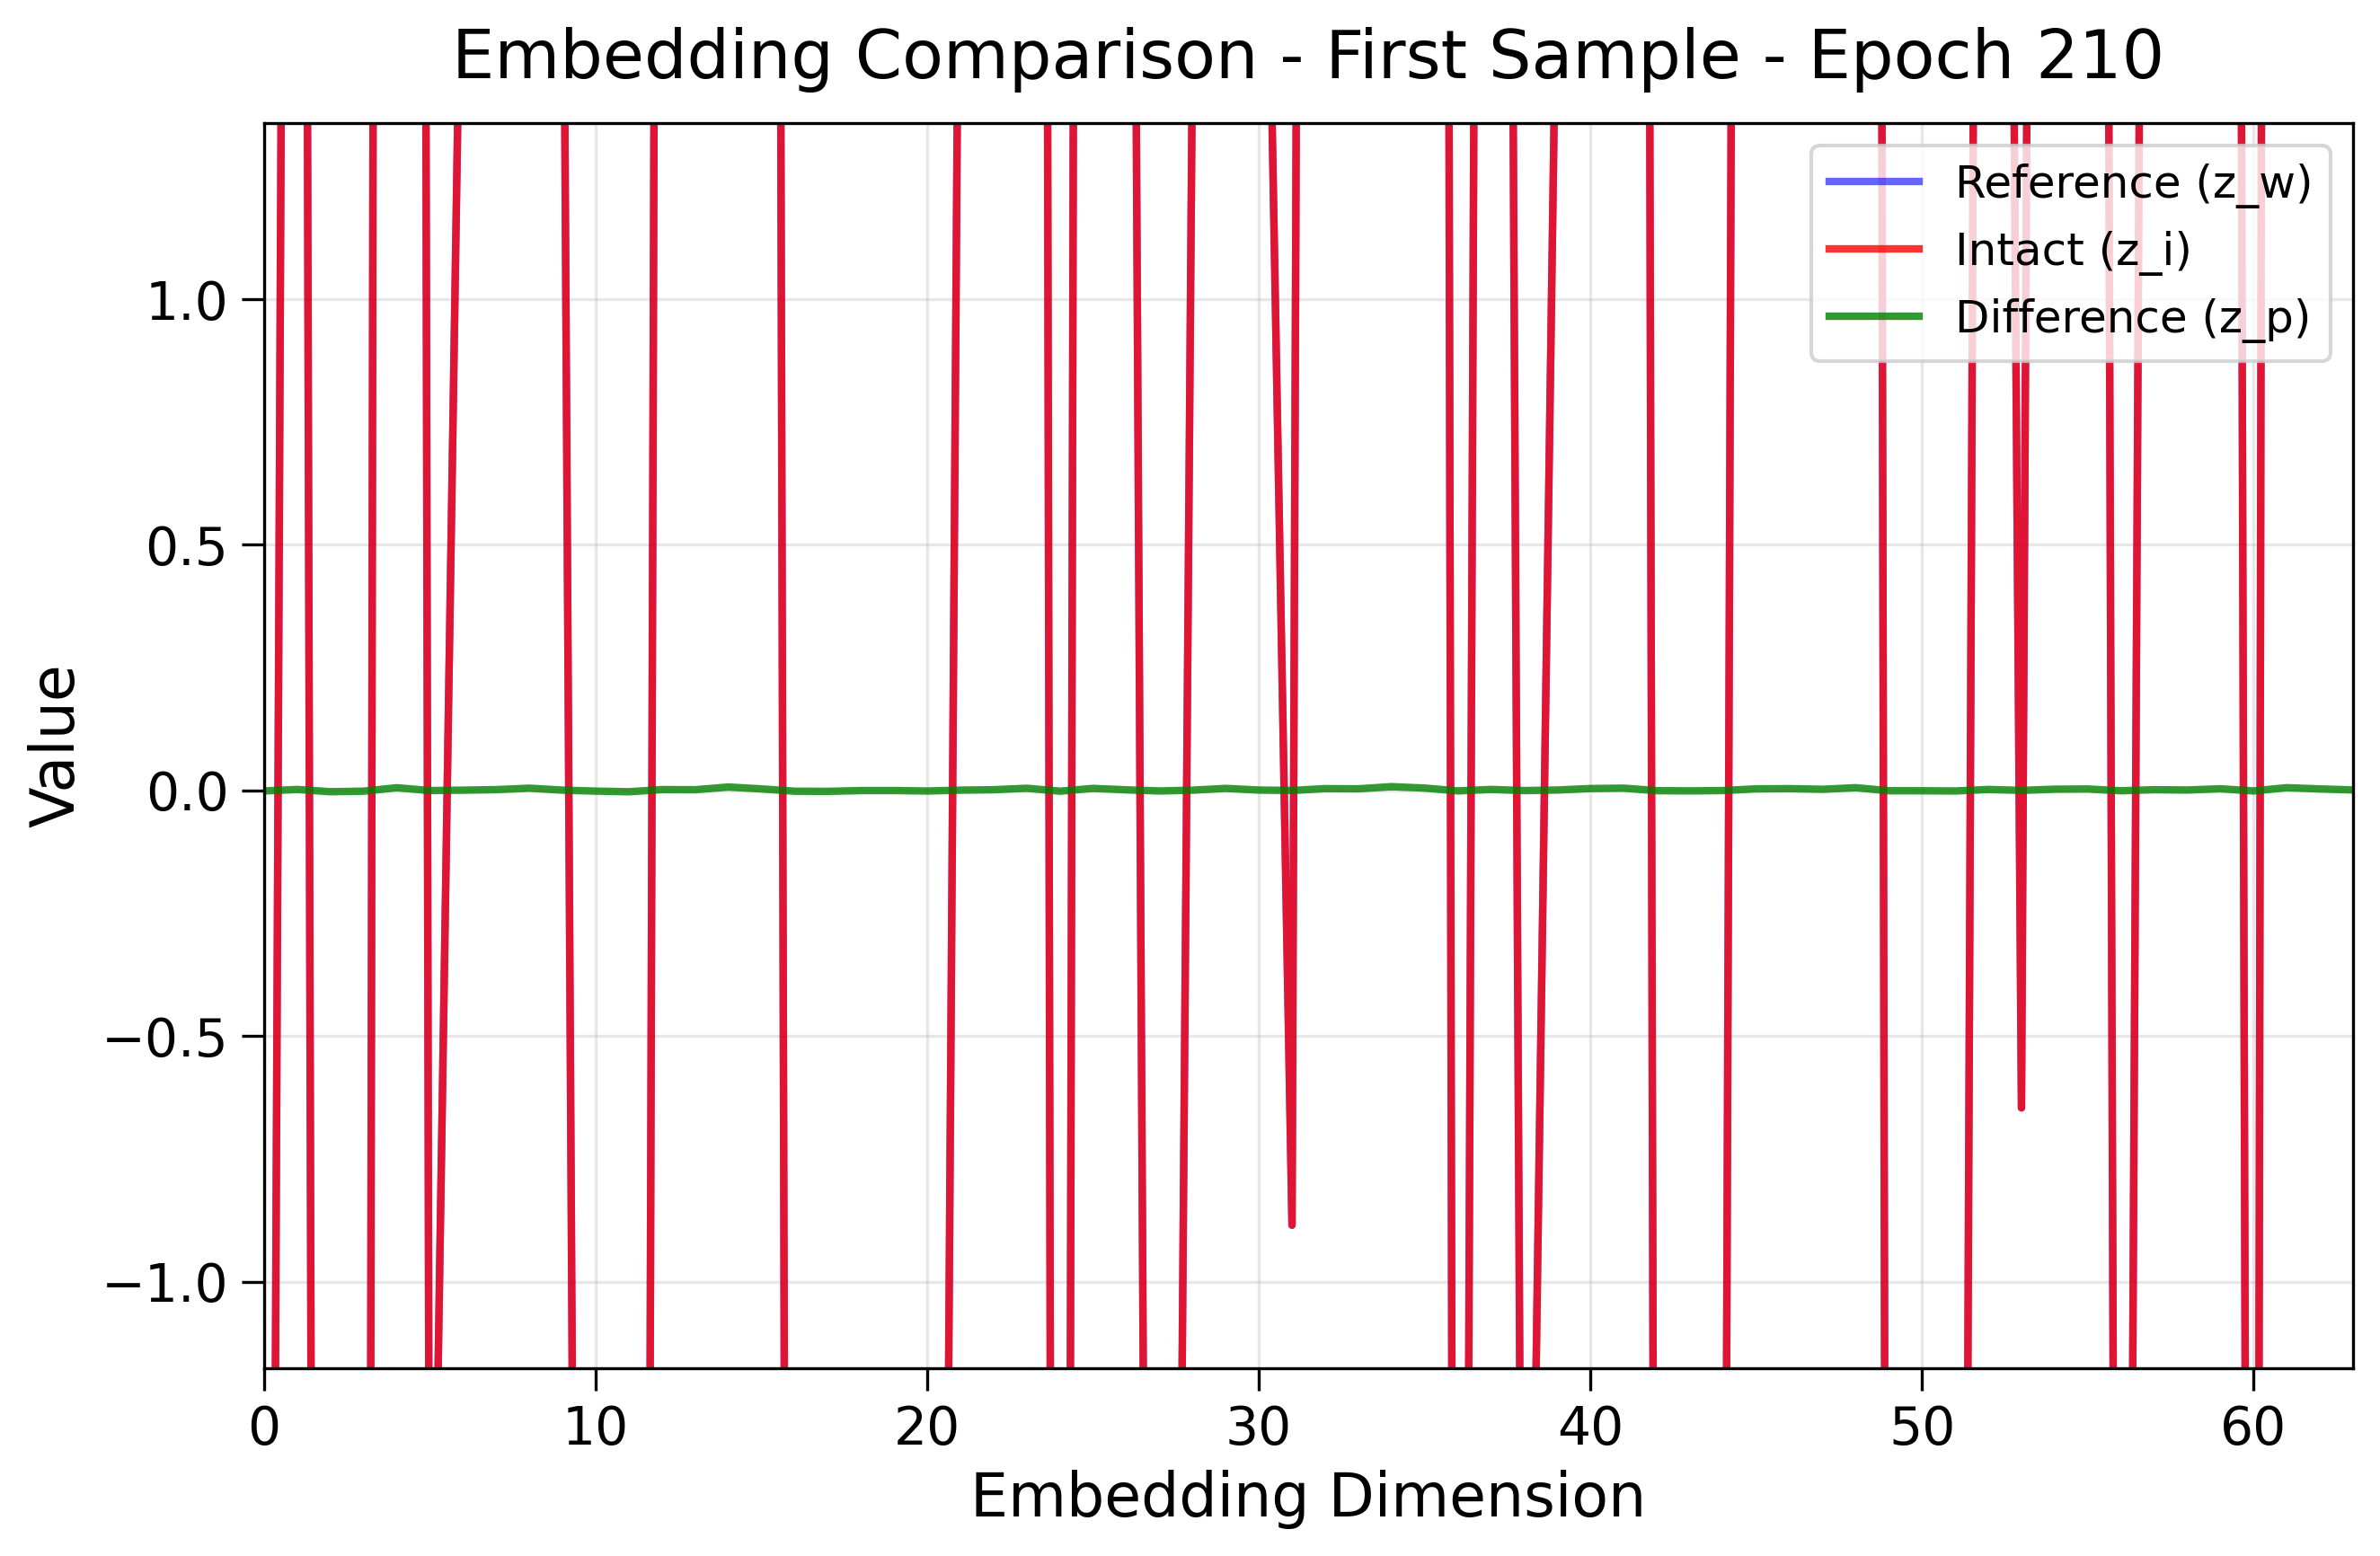 Embedding Comparison - First Sample - Epoch 210
Reference (z_w)
Intact (z_i)
Difference (z_p)
Value
1.0
0.5
0.0
−0.5
−1.0
0 10 20 30 40 50 60
Embedding Dimension